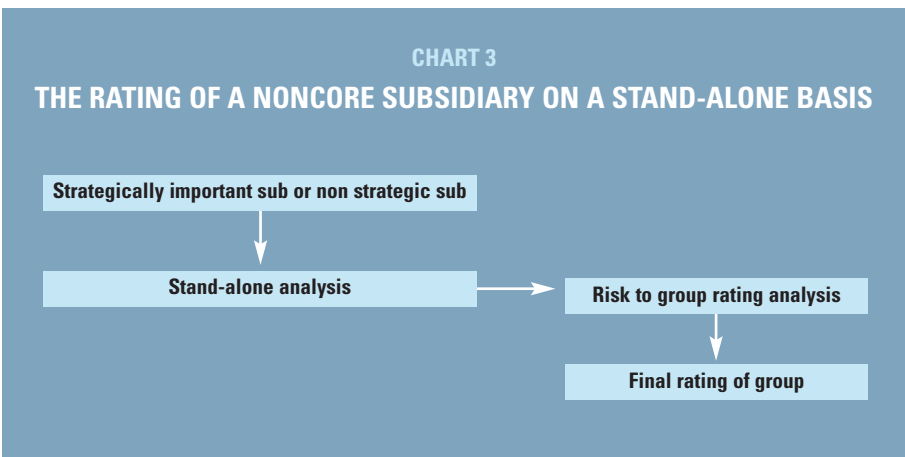 CHART 3
THE RATING OF A NONCORE SUBSIDIARY ON A STAND-ALONE BASIS
Strategically important sub or non strategic sub
Stand-alone analysis
Risk to group rating analysis
Final rating of group